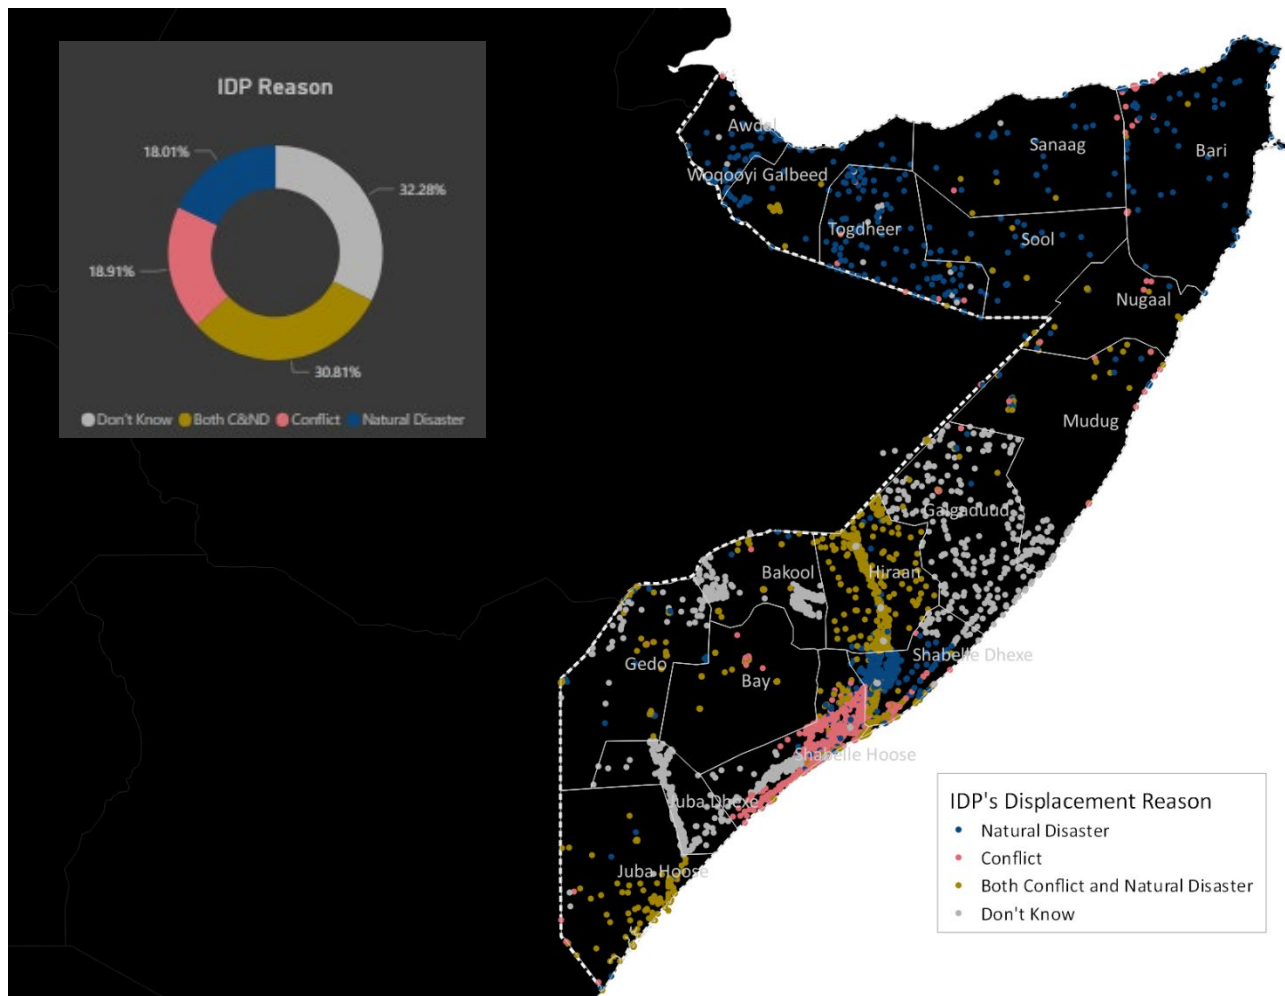 IDP Reason
18.01%
32.28%
18.91%
30.81%
Don't Know Both C&ND Conflict Natural Disaster
Awdal
Woqooyi Galbeed
Togdheer
Sanaag
Bari
Sool
Nugaal
Mudug
Galgaduud
Hiraan
Bakool
Gedo
Bay
Shabelle Dhexe
Shabelle Hoose
Juba Dhexe
Juba Hoose
IDP's Displacement Reason
Natural Disaster
Conflict
Both Conflict and Natural Disaster
Don't Know